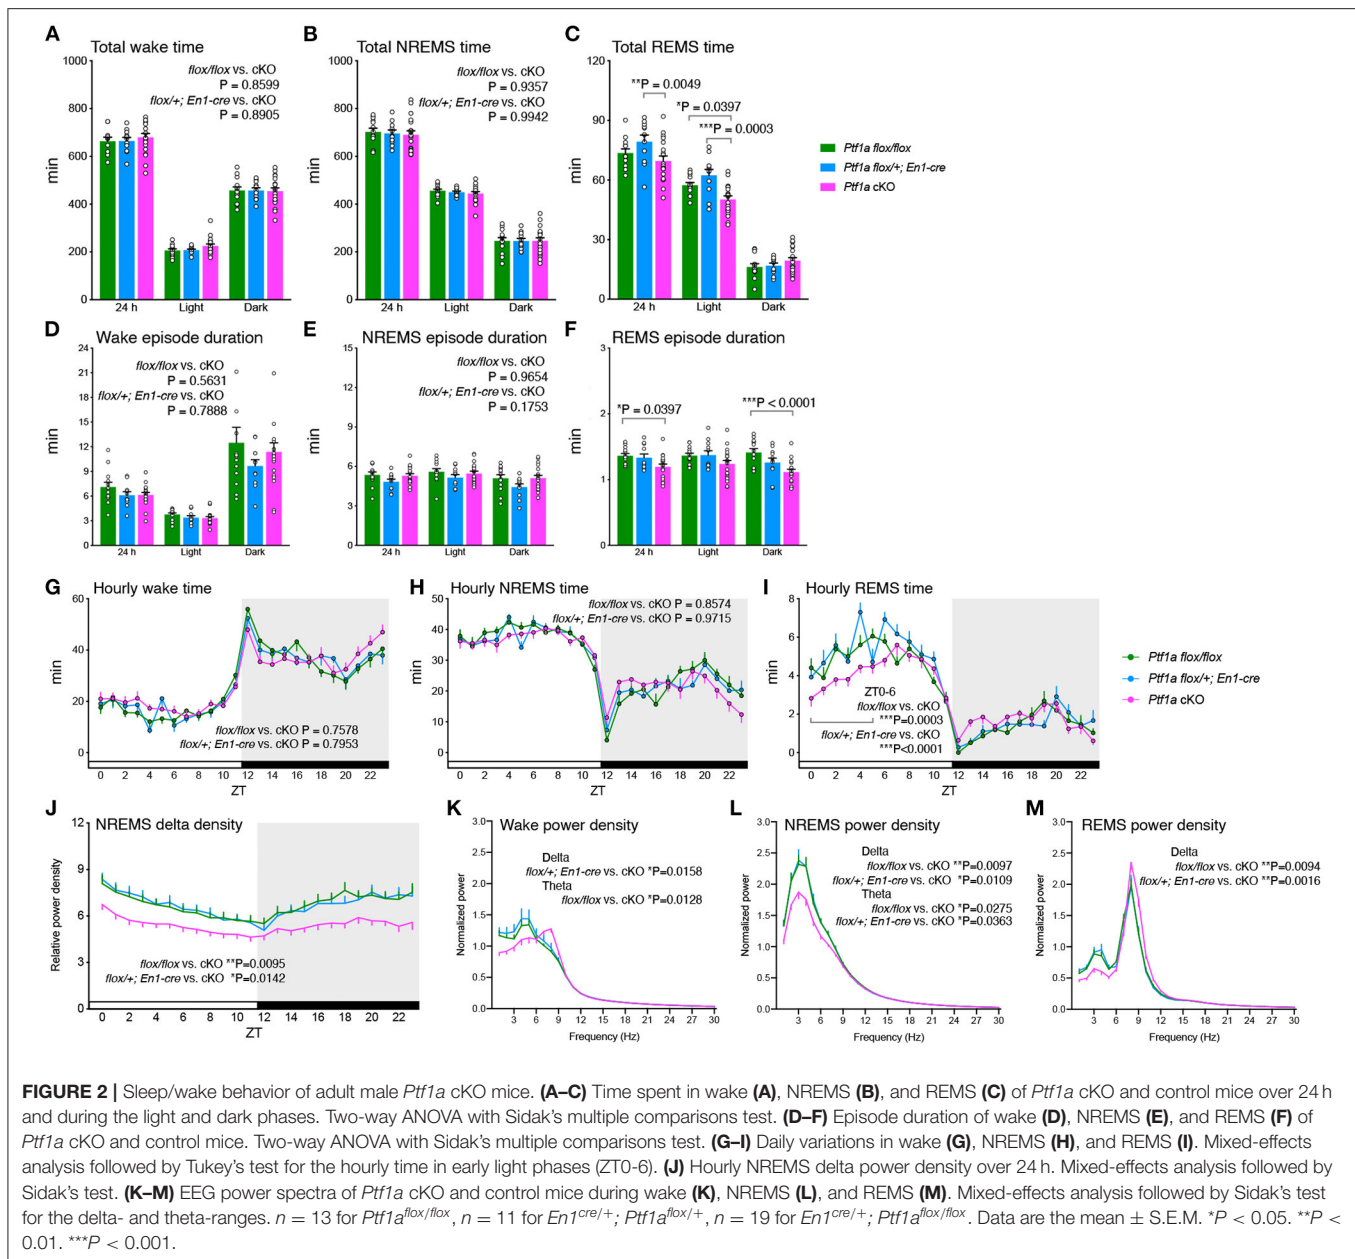 A Total wake time
1000
800
600
400
200
0
min
flox/flox vs. cKO
P = 0.8599
flox/+; En1-cre vs. cKO
P = 0.8905
24 h Light Dark
B Total NREMS time
1000
800
600
400
200
0
min
flox/flox vs. cKO
P = 0.9357
flox/+; En1-cre vs. cKO
P = 0.9942
24 h Light Dark
C Total REMS time
120
90
60
30
0
min
**P = 0.0049
*P = 0.0397
***P = 0.0003
24 h Light Dark
Ptf1a flox/flox
Ptf1a flox/+; En1-cre
Ptf1a cKO
D Wake episode duration
24
21
18
15
12
9
6
3
0
min
flox/flox vs. cKO
P = 0.5631
flox/+; En1-cre vs. cKO
P = 0.7888
24 h Light Dark
E NREMS episode duration
15
12
9
6
3
0
min
flox/flox vs. cKO
P = 0.9654
flox/+; En1-cre vs. cKO
P = 0.1753
24 h Light Dark
F REMS episode duration
3
2
1
0
min
*P = 0.0397
***P < 0.0001
24 h Light Dark
G Hourly wake time
60
40
20
0
min
flox/flox vs. cKO P = 0.7578
flox/+; En1-cre vs. cKO P = 0.7953
0 2 4 6 8 10 12 14 16 18 20 22
ZT
H Hourly NREMS time
50
40
30
20
10
0
min
flox/flox vs. cKO P = 0.8574
flox/+; En1-cre vs. cKO P = 0.9715
0 2 4 6 8 10 12 14 16 18 20 22
ZT
I Hourly REMS time
8
6
4
2
0
min
ZT0-6
flox/flox vs. cKO
***P=0.0003
flox/+; En1-cre vs. cKO
***P<0.0001
0 2 4 6 8 10 12 14 16 18 20 22
ZT
Ptf1a flox/flox
Ptf1a flox/+; En1-cre
Ptf1a cKO
J NREMS delta density
12
9
6
3
0
Relative power density
flox/flox vs. cKO **P=0.0095
flox/+; En1-cre vs. cKO *P=0.0142
0 2 4 6 8 10 12 14 16 18 20 22
ZT
K Wake power density
3.0
2.5
2.0
1.5
1.0
0.5
0.0
Normalized power
Delta
flox/+; En1-cre vs. cKO *P=0.0158
Theta
flox/flox vs. cKO *P=0.0128
3 6 9 12 15 18 21 24 27 30
Frequency (Hz)
L NREMS power density
3.0
2.5
2.0
1.5
1.0
0.5
0.0
Normalized power
Delta
flox/flox vs. cKO **P=0.0097
flox/+; En1-cre vs. cKO *P=0.0109
Theta
flox/flox vs. cKO *P=0.0275
flox/+; En1-cre vs. cKO *P=0.0363
3 6 9 12 15 18 21 24 27 30
Frequency (Hz)
M REMS power density
3.0
2.5
2.0
1.5
1.0
0.5
0.0
Normalized power
Delta
flox/flox vs. cKO **P=0.0094
flox/+; En1-cre vs. cKO **P=0.0016
3 6 9 12 15 18 21 24 27 30
Frequency (Hz)
FIGURE 2 | Sleep/wake behavior of adult male Ptf1a cKO mice. (A–C) Time spent in wake (A), NREMS (B), and REMS (C) of Ptf1a cKO and control mice over 24 h
and during the light and dark phases. Two-way ANOVA with Sidak's multiple comparisons test. (D–F) Episode duration of wake (D), NREMS (E), and REMS (F) of
Ptf1a cKO and control mice. Two-way ANOVA with Sidak's multiple comparisons test. (G–I) Daily variations in wake (G), NREMS (H), and REMS (I). Mixed-effects
analysis followed by Tukey's test for the hourly time in early light phases (ZT0-6). (J) Hourly NREMS delta power density over 24 h. Mixed-effects analysis followed by
Sidak's test. (K–M) EEG power spectra of Ptf1a cKO and control mice during wake (K), NREMS (L), and REMS (M). Mixed-effects analysis followed by Sidak's test
for the delta- and theta-ranges. n = 13 for Ptf1a^flox/flox, n = 11 for En1^cre/+; Ptf1a^flox/+, n = 19 for En1^cre/+; Ptf1a^flox/flox. Data are the mean ± S.E.M. *P < 0.05. **P <
0.01. ***P < 0.001.